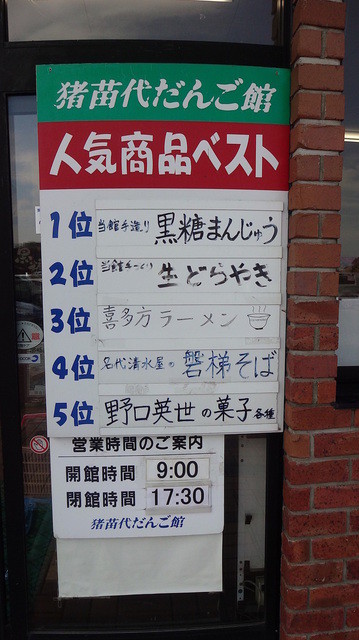 猪苗代だんご館
人気商品ベスト
1位 当館手造り 黒糖まんじゅう
2位 当館手づくり 生どらやき
3位 喜多方ラーメン
4位 名代清水屋の 磐梯そば
5位 野口英世の菓子各種
営業時間のご案内
開館時間 9:00
閉館時間 17:30
猪苗代だんご館